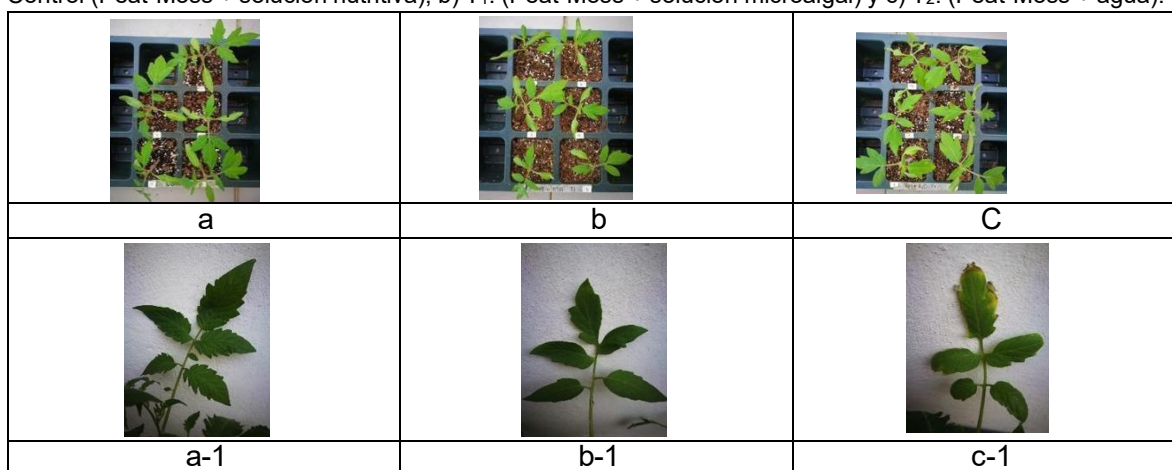 Control (Peat Moss + solución nutritiva), b) T₁: (Peat Moss + solución microalgal) y c) T₂: (Peat Moss + agua).
a b C
a-1 b-1 c-1